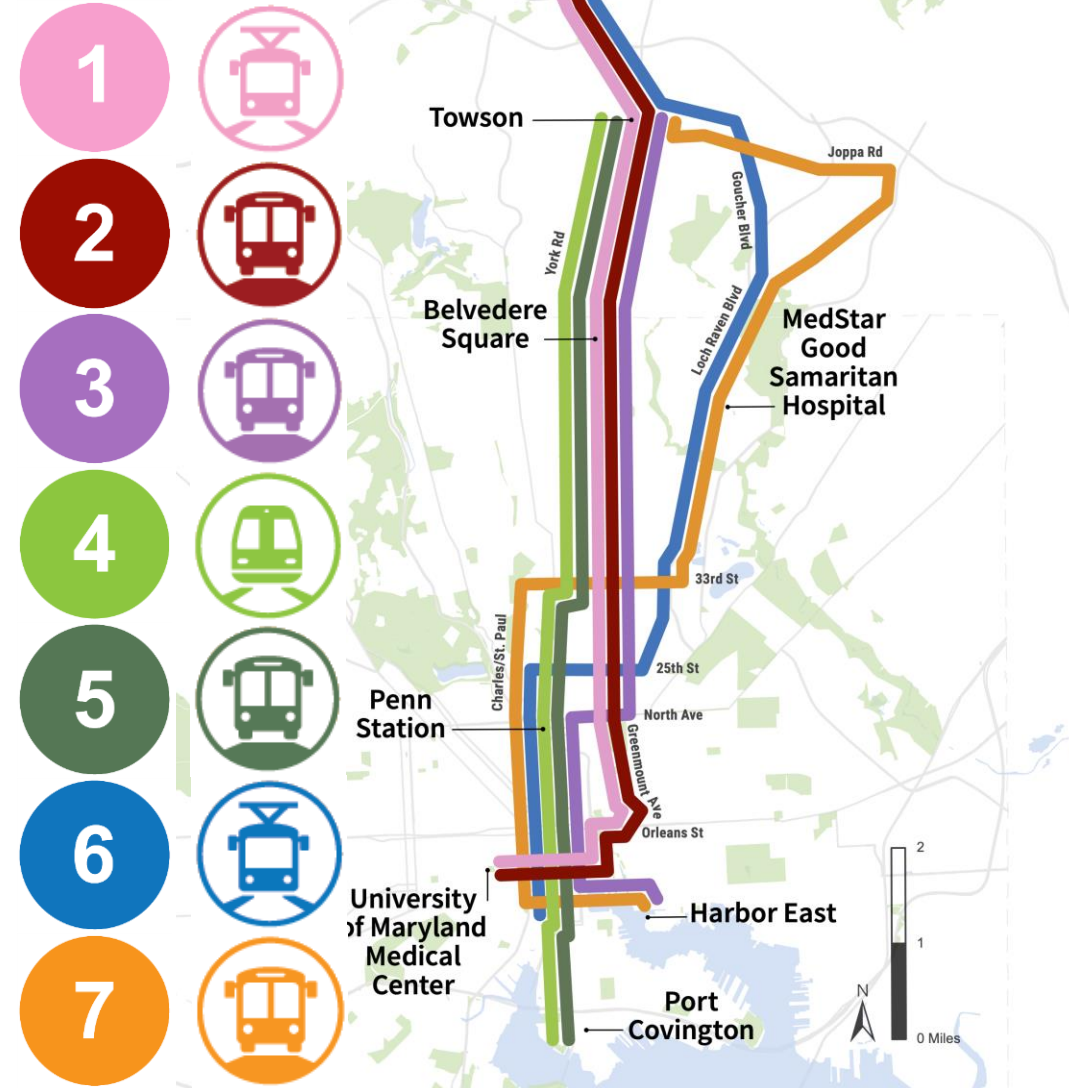 1
2
3
4
5
6
7
Towson
Joppa Rd
Goucher Blvd
York Rd
Belvedere
Square
Loch Raven Blvd
MedStar
Good
Samaritan
Hospital
33rd St
Charles/St. Paul
25th St
Penn
Station
North Ave
Greenmount Ave
Orleans St
University
of Maryland
Medical
Center
Harbor East
Port
Covington
N
2
1
0 Miles